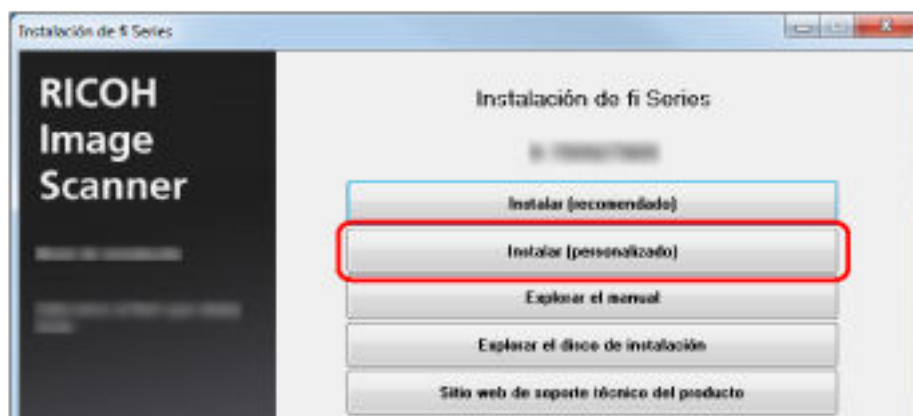 Instalación de fi Series
RICOH
Image
Scanner
Instalación de fi Series
Instalar (recomendado)
Instalar (personalizado)
Explorar el manual
Explorar el disco de instalación
Sitio web de soporte técnico del producto